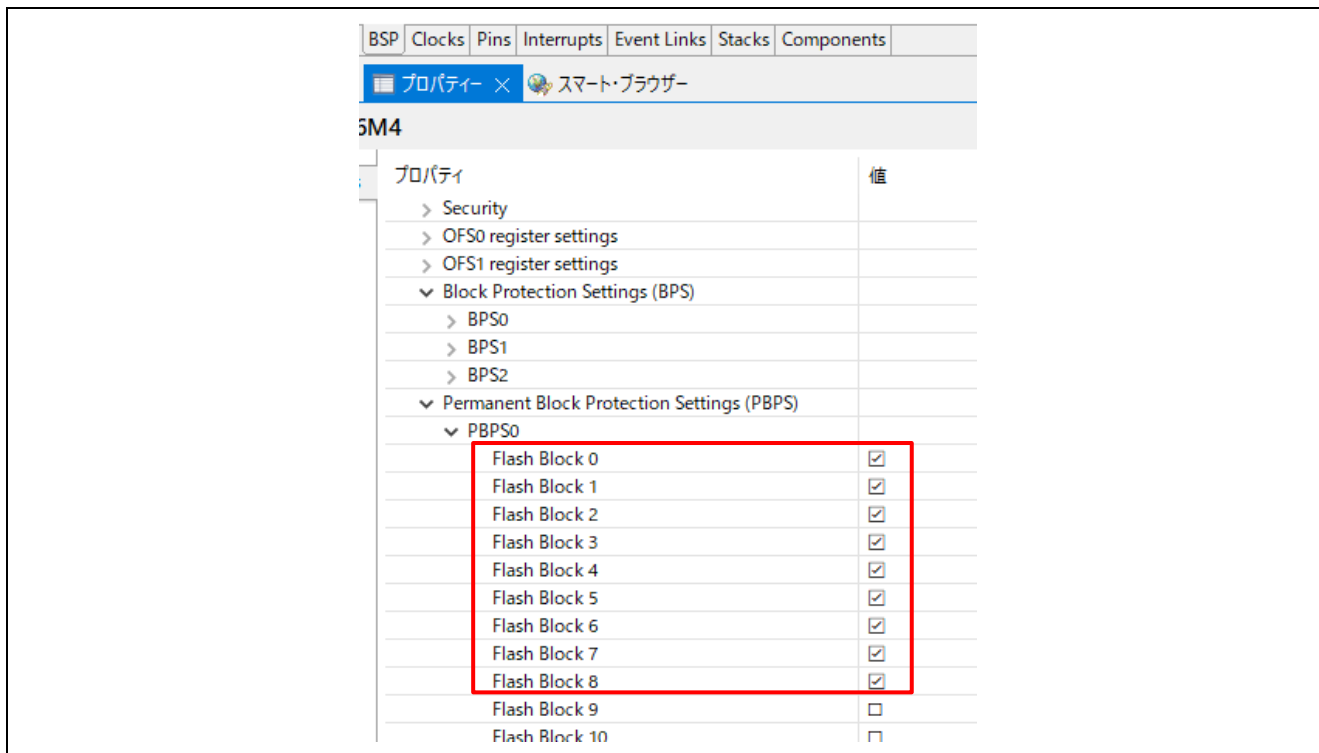 BSP Clocks Pins Interrupts Event Links Stacks Components
プロパティー スマート・ブラウザー
6M4
プロパティ 値
Security
OFS0 register settings
OFS1 register settings
Block Protection Settings (BPS)
BPS0
BPS1
BPS2
Permanent Block Protection Settings (PBPS)
PBPS0
Flash Block 0
Flash Block 1
Flash Block 2
Flash Block 3
Flash Block 4
Flash Block 5
Flash Block 6
Flash Block 7
Flash Block 8
Flash Block 9
Flash Block 10